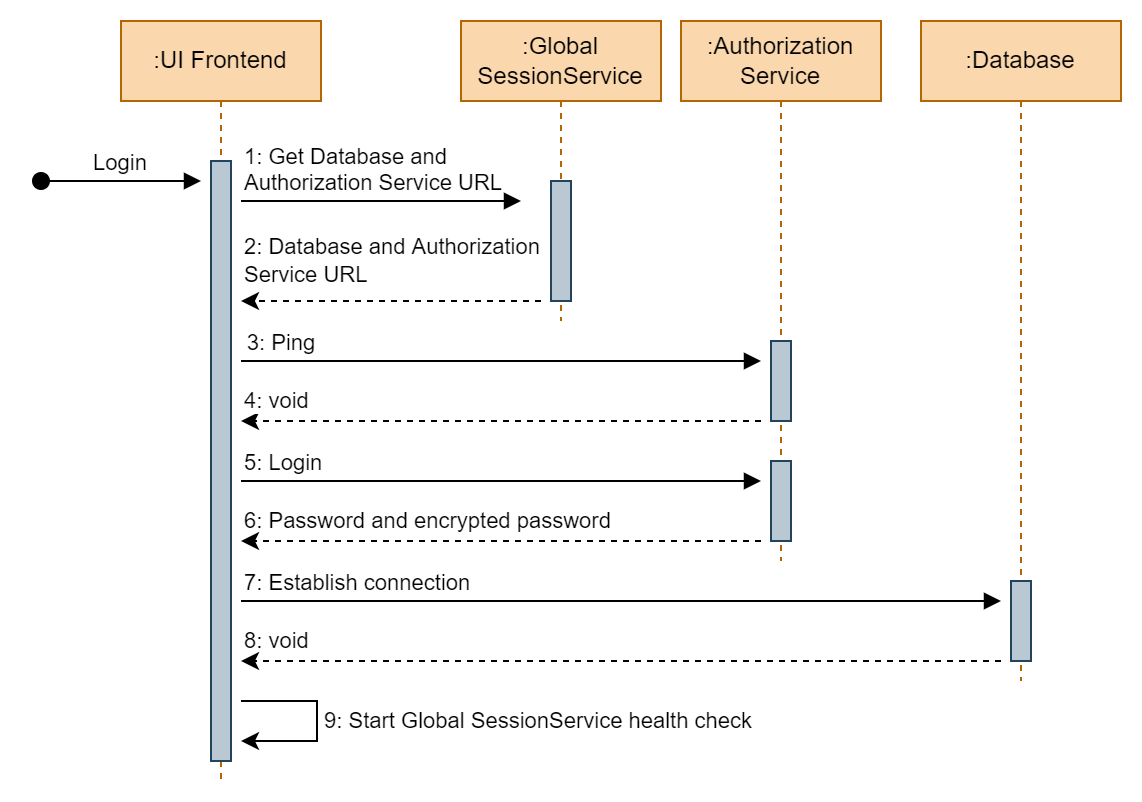 :UI Frontend
:Global
SessionService
:Authorization
Service
:Database
Login
1: Get Database and
Authorization Service URL
2: Database and Authorization
Service URL
3: Ping
4: void
5: Login
6: Password and encrypted password
7: Establish connection
8: void
9: Start Global SessionService health check